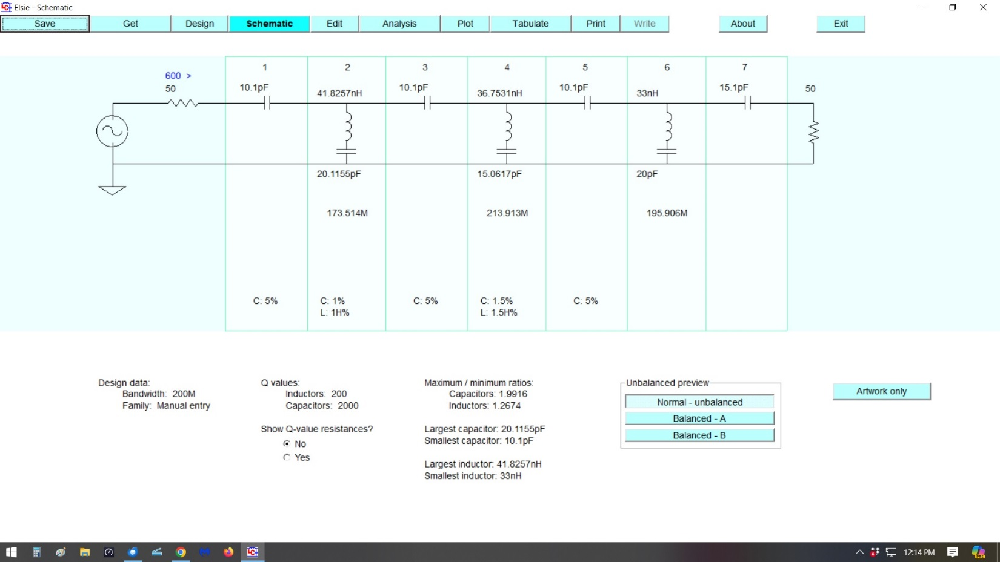 Elsie - Schematic
Save Get Design Schematic Edit Analysis Plot Tabulate Print Write About Exit
1 2 3 4 5 6 7
600 >
50 10.1pF 41.8257nH 10.1pF 36.7531nH 10.1pF 33nH 15.1pF 50
20.1155pF 15.0617pF 20pF
173.514M 213.913M 195.906M
C: 5% C: 1% C: 5% C: 1.5% C: 5%
L: 1H% L: 1.5H%
Design data:
Bandwidth: 200M
Family: Manual entry
Q values:
Inductors: 200
Capacitors: 2000
Show Q-value resistances?
No
Yes
Maximum / minimum ratios:
Capacitors: 1.9916
Inductors: 1.2674
Largest capacitor: 20.1155pF
Smallest capacitor: 10.1pF
Largest inductor: 41.8257nH
Smallest inductor: 33nH
Unbalanced preview
Normal - unbalanced
Balanced - A
Balanced - B
Artwork only
12:14 PM